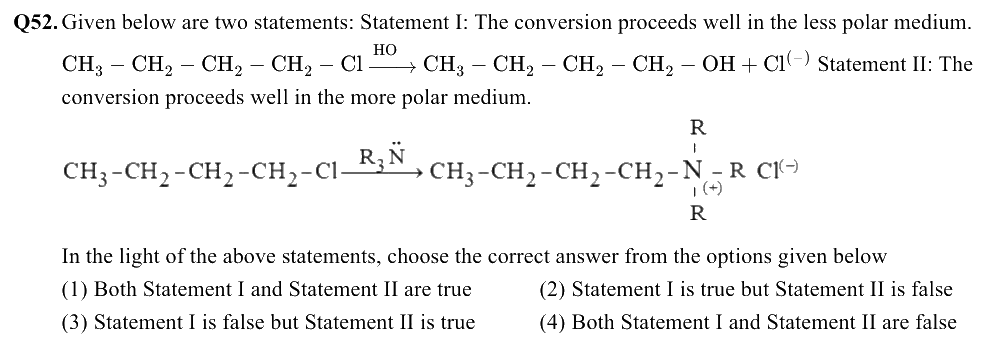 Q52. Given below are two statements: Statement I: The conversion proceeds well in the less polar medium.
CH₃ – CH₂ – CH₂ – CH₂ – Cl ⟶ HO CH₃ – CH₂ – CH₂ – CH₂ – OH + Cl⁽⁻⁾ Statement II: The
conversion proceeds well in the more polar medium.
R
CH₃-CH₂-CH₂-CH₂-Cl ⟶ R₃N̈ CH₃-CH₂-CH₂-CH₂-N - R Cl⁽⁻⁾
(+)
R
In the light of the above statements, choose the correct answer from the options given below
(1) Both Statement I and Statement II are true (2) Statement I is true but Statement II is false
(3) Statement I is false but Statement II is true (4) Both Statement I and Statement II are false